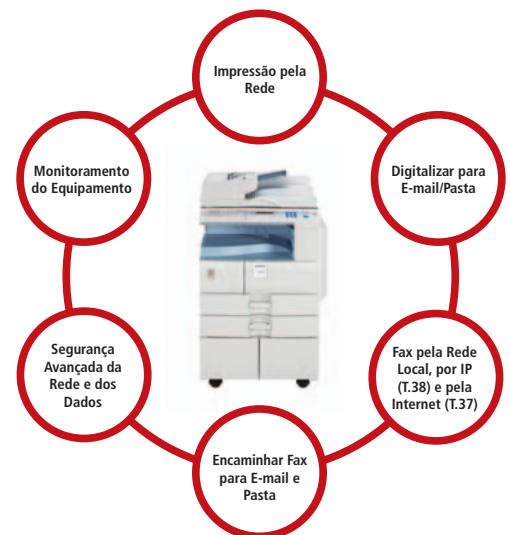 Impressão pela
Rede
Digitalizar para
E-mail/Pasta
Fax pela Rede
Local, por IP
(T.38) e pela
Internet (T.37)
Encaminhar Fax
para E-mail e
Pasta
Segurança
Avançada da
Rede e dos
Dados
Monitoramento
do Equipamento